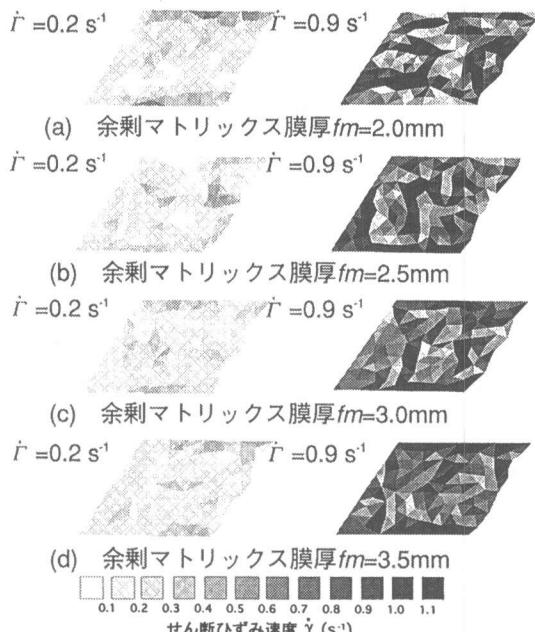 Γ̇ =0.2 s⁻¹ Γ̇ =0.9 s⁻¹
(a) 余剰マトリックス膜厚fm=2.0mm
Γ̇ =0.2 s⁻¹ Γ̇ =0.9 s⁻¹
(b) 余剰マトリックス膜厚fm=2.5mm
Γ̇ =0.2 s⁻¹ Γ̇ =0.9 s⁻¹
(c) 余剰マトリックス膜厚fm=3.0mm
Γ̇ =0.2 s⁻¹ Γ̇ =0.9 s⁻¹
(d) 余剰マトリックス膜厚fm=3.5mm
0.1 0.2 0.3 0.4 0.5 0.6 0.7 0.8 0.9 1.0 1.1
せん断ひずみ速度 γ̇ (s⁻¹)